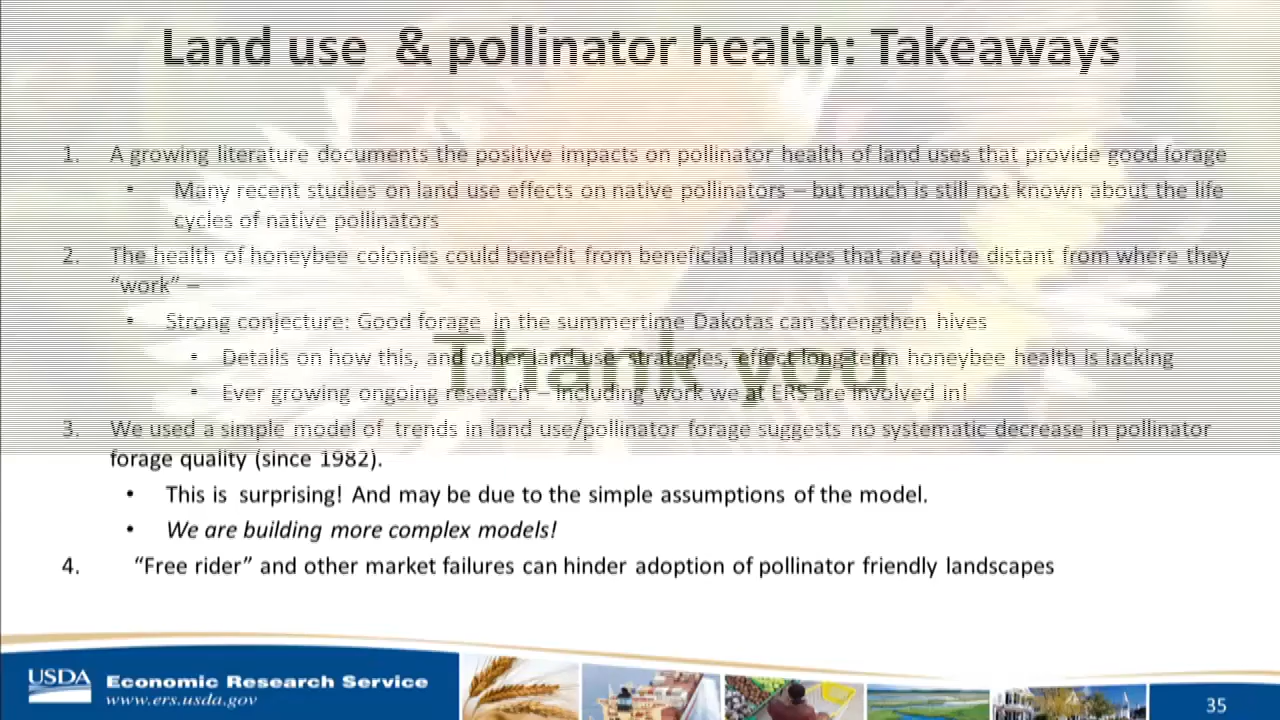 Land use & pollinator health: Takeaways
1. A growing literature documents the positive impacts on pollinator health of land uses that provide good forage
• Many recent studies on land use effects on native pollinators – but much is still not known about the life
cycles of native pollinators
2. The health of honeybee colonies could benefit from beneficial land uses that are quite distant from where they
“work” –
• Strong conjecture: Good forage in the summertime Dakotas can strengthen hives
Thank you
• Details on how this, and other land use strategies, effect long-term honeybee health is lacking
• Ever growing ongoing research – including work we at ERS are involved in!
3. We used a simple model of trends in land use/pollinator forage suggests no systematic decrease in pollinator
forage quality (since 1982).
• This is surprising! And may be due to the simple assumptions of the model.
• We are building more complex models!
4. “Free rider” and other market failures can hinder adoption of pollinator friendly landscapes
USDA Economic Research Service
www.ers.usda.gov
35